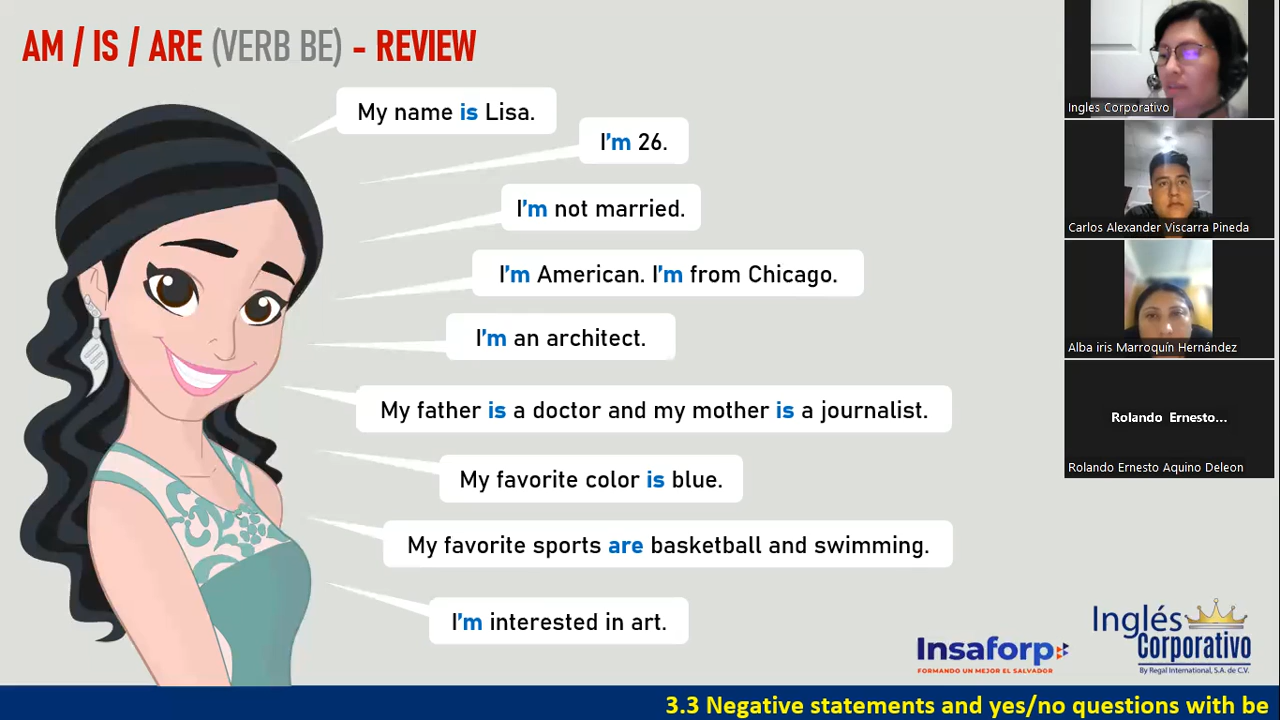 AM / IS / ARE (VERB BE) - REVIEW
My name is Lisa.
I'm 26.
I'm not married.
I'm American. I'm from Chicago.
I'm an architect.
My father is a doctor and my mother is a journalist.
My favorite color is blue.
My favorite sports are basketball and swimming.
I'm interested in art.
Insaforp
FORMANDO UN MEJOR EL SALVADOR
Inglés
Corporativo
By Regal International, S.A. de C.V.
3.3 Negative statements and yes/no questions with be
Ingles Corporativo
Carlos Alexander Viscarra Pineda
Alba iris Marroquín Hernández
Rolando Ernesto...
Rolando Ernesto Aquino Deleon